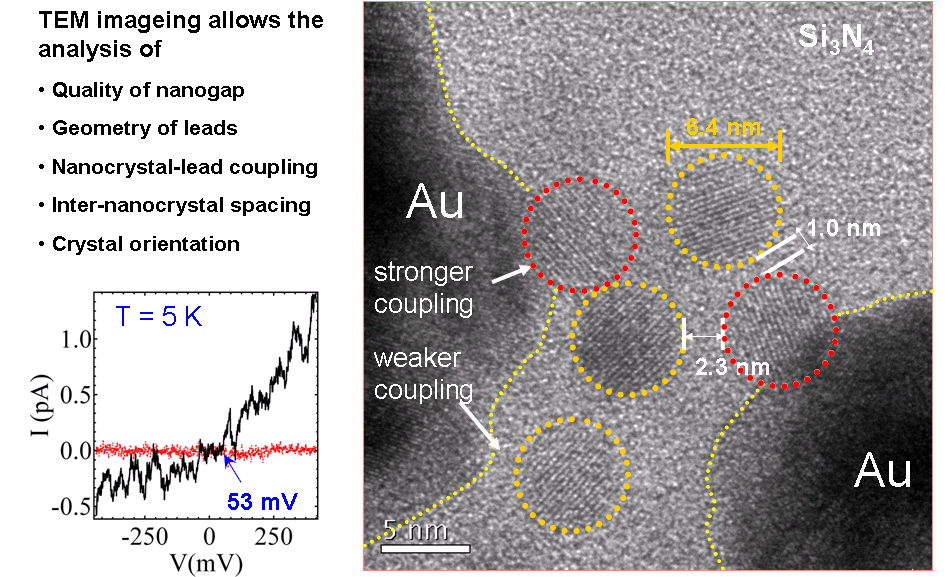 TEM imageing allows the
analysis of
• Quality of nanogap
• Geometry of leads
• Nanocrystal-lead coupling
• Inter-nanocrystal spacing
• Crystal orientation
T = 5 K
I (pA)
1.0
0.5
0.0
-0.5
53 mV
-250
0
250
V(mV)
Si₃N₄
6.4 nm
Au
1.0 nm
stronger
coupling
weaker
coupling
2.3 nm
Au
5 nm